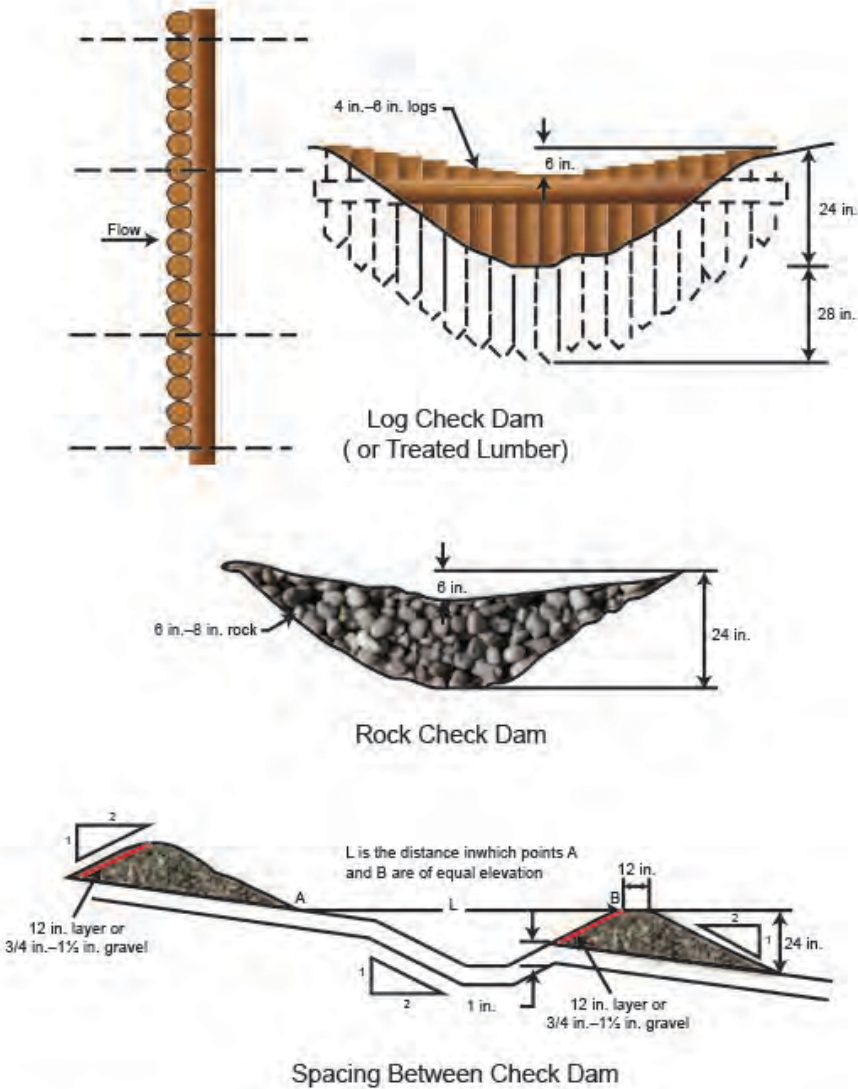 4 in.–6 in. logs
6 in.
Flow
24 in.
28 in.
Log Check Dam
( or Treated Lumber)
6 in.
6 in.–8 in. rock
24 in.
Rock Check Dam
2
1
L is the distance inwhich points A
and B are of equal elevation
12 in.
A
L
B
12 in. layer or
3/4 in.–1½ in. gravel
2
1
24 in.
1
2
1 in.
12 in. layer or
3/4 in.–1½ in. gravel
Spacing Between Check Dam